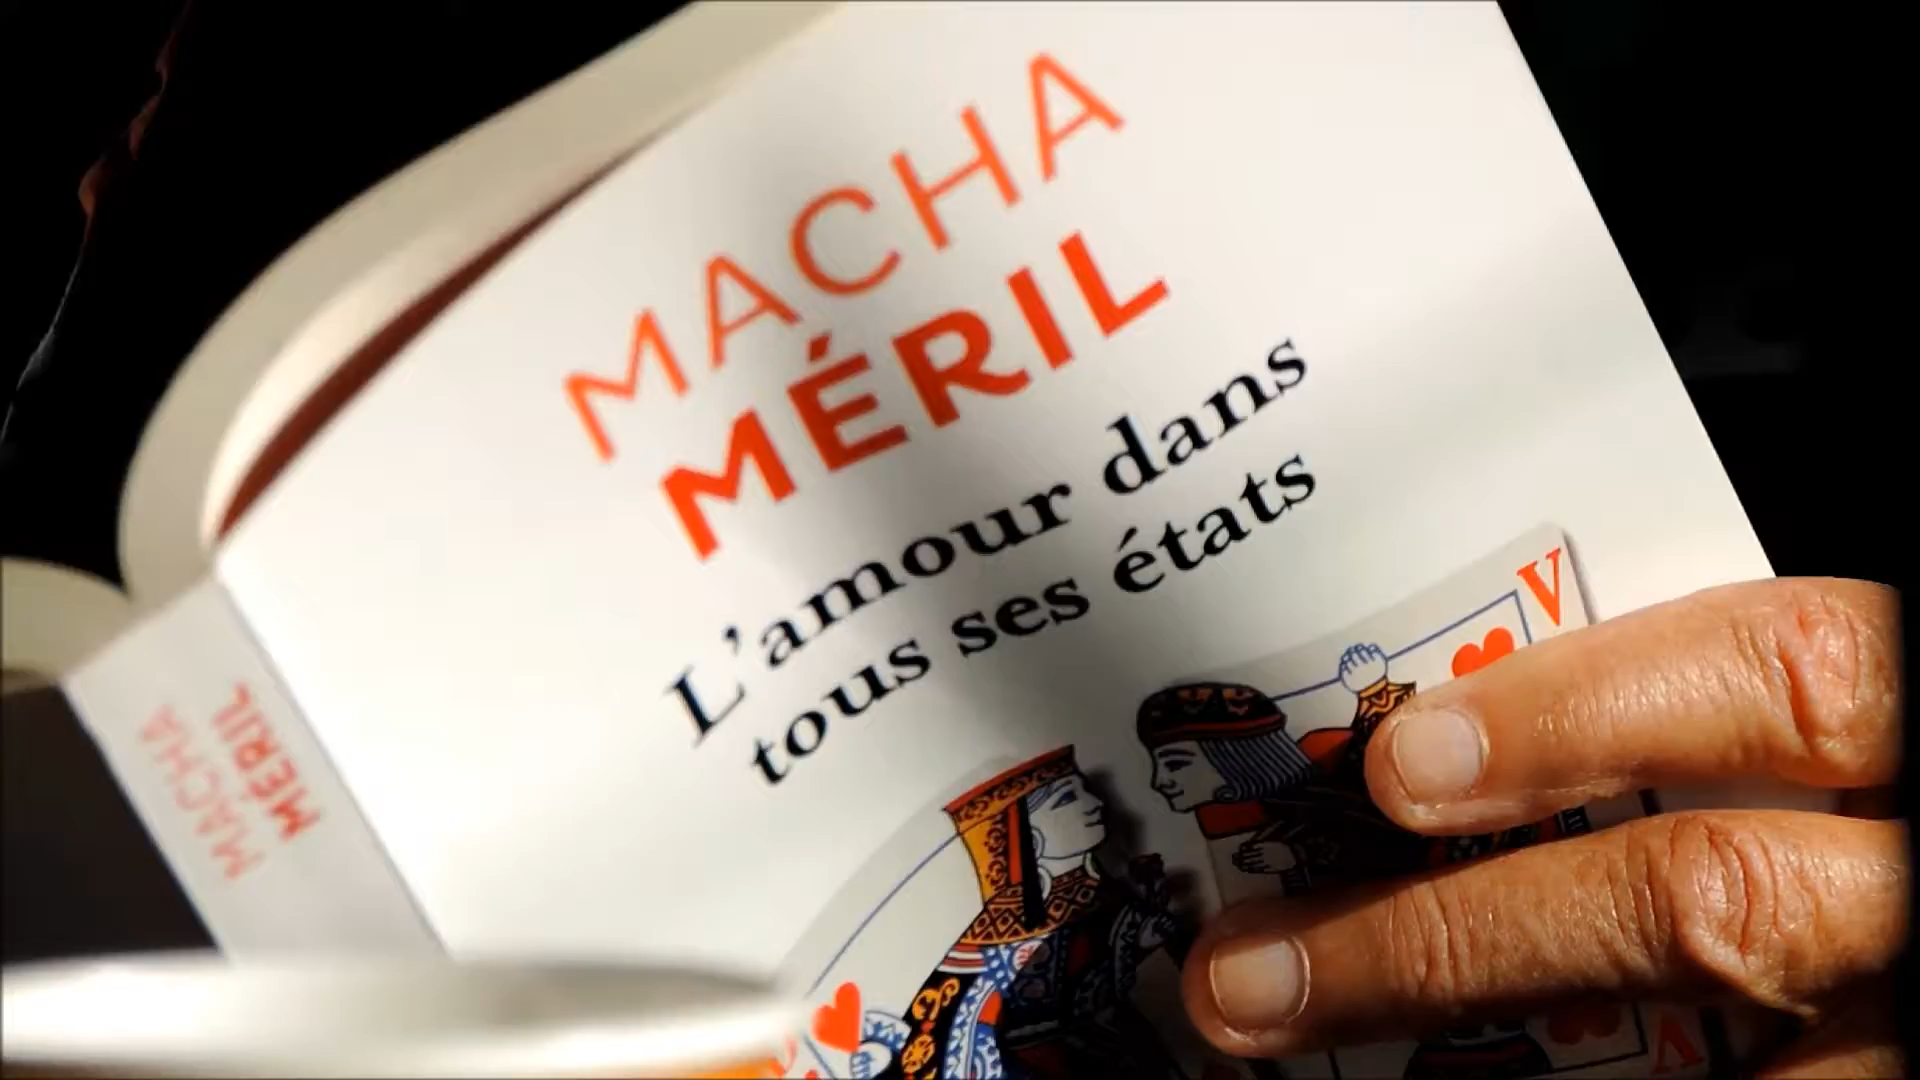 MACHA
MÉRIL
L'amour dans
tous ses états
V
MACHA
MÉRIL
V